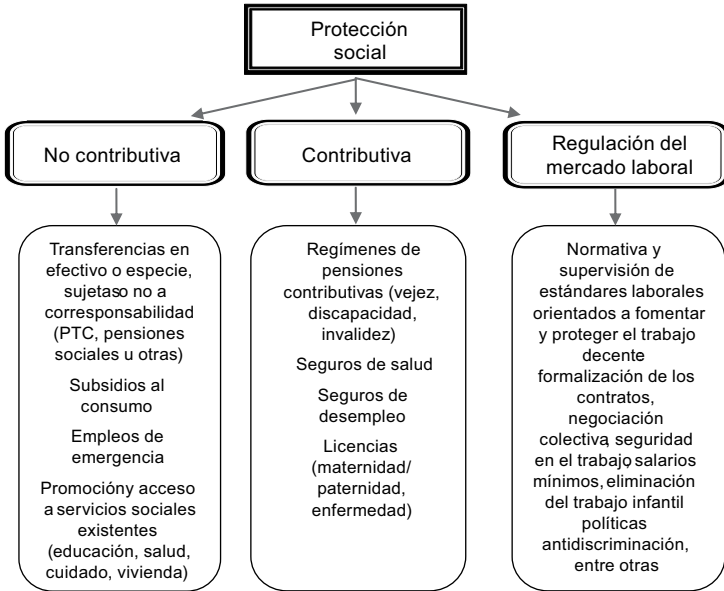 Protección
social
No contributiva
Contributiva
Regulación del
mercado laboral
Transferencias en
efectivo o especie,
sujetaso no a
corresponsabilidad
(PTC, pensiones
sociales u otras)
Subsidios al
consumo
Empleos de
emergencia
Promocióny acceso
a servicios sociales
existentes
(educación, salud,
cuidado, vivienda)
Regímenes de
pensiones
contributivas (vejez,
discapacidad,
invalidez)
Seguros de salud
Seguros de
desempleo
Licencias
(maternidad/
paternidad,
enfermedad)
Normativa y
supervisión de
estándares laborales
orientados a fomentar
y proteger el trabajo
decente
formalización de los
contratos,
negociación
colectiva, seguridad
en el trabajo, salarios
mínimos, eliminación
del trabajo infantil
políticas
antidiscriminación,
entre otras